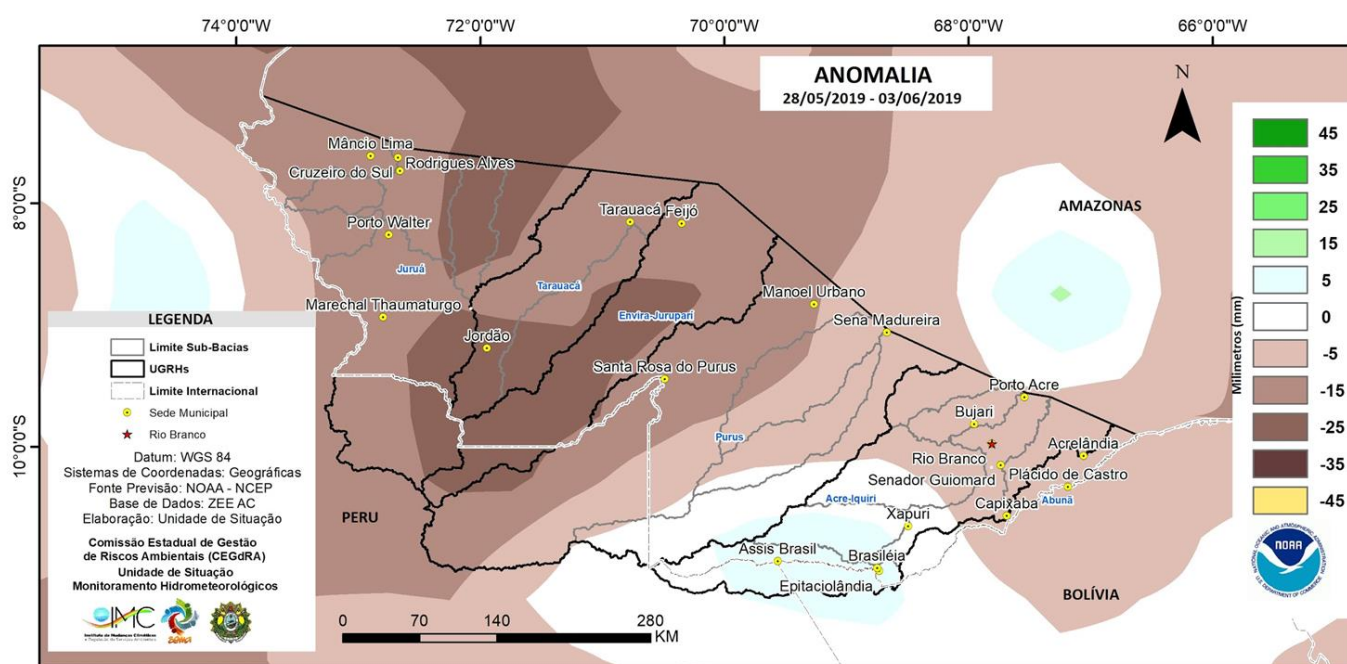 74°0'0"W
72°0'0"W
70°0'0"W
68°0'0"W
66°0'0"W
ANOMALIA
28/05/2019 - 03/06/2019
N
8°0'0"S
10°0'0"S
Mâncio Lima
Rodrigues Alves
Cruzeiro do Sul
Porto Walter
Juruá
Marechal Thaumaturgo
Tarauacá
Feijó
Tarauacá
Jordão
Envira-Jurupari
Manoel Urbano
Sena Madureira
Santa Rosa do Purus
Purus
AMAZONAS
Porto Acre
Bujari
Acrelândia
Rio Branco
Plácido de Castro
Senador Guiomard
Abunã
Acre-Iquiri
Capixaba
Xapuri
Assis Brasil
Brasiléia
Epitaciolândia
PERU
BOLÍVIA
LEGENDA
Limite Sub-Bacias
UGRHs
Limite Internacional
Sede Municipal
Rio Branco
Datum: WGS 84
Sistemas de Coordenadas: Geográficas
Fonte Previsão: NOAA - NCEP
Base de Dados: ZEE AC
Elaboração: Unidade de Situação
Comissão Estadual de Gestão
de Riscos Ambientais (CEGdRA)
Unidade de Situação
Monitoramento Hidrometeorológicos
IMC
0 70 140 280
KM
Milímetros (mm)
45
35
25
15
5
0
-5
-15
-25
-35
-45
NOAA